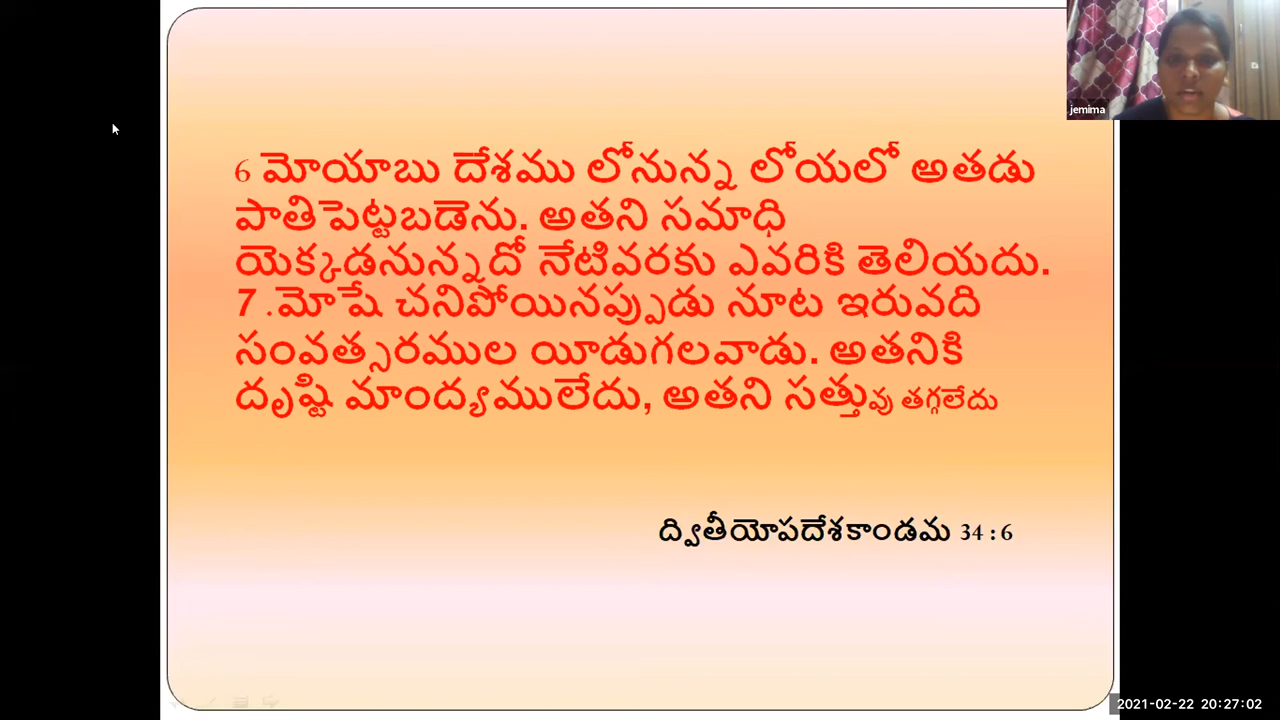 jemima
6 మోయాబు దేశము లోనున్న లోయలో అతడు
పాతిపెట్టబడెను. అతని సమాధి
యెక్కడనున్నదో నేటివరకు ఎవరికి తెలియదు.
7 .మోషే చనిపోయినప్పుడు నూట ఇరువది
సంవత్సరముల యీడుగలవాడు. అతనికి
దృష్టి మాంద్యములేదు, అతని సత్తువు తగ్గలేదు
ద్వితీయోపదేశకాండమ 34 : 6
2021-02-22 20:27:02